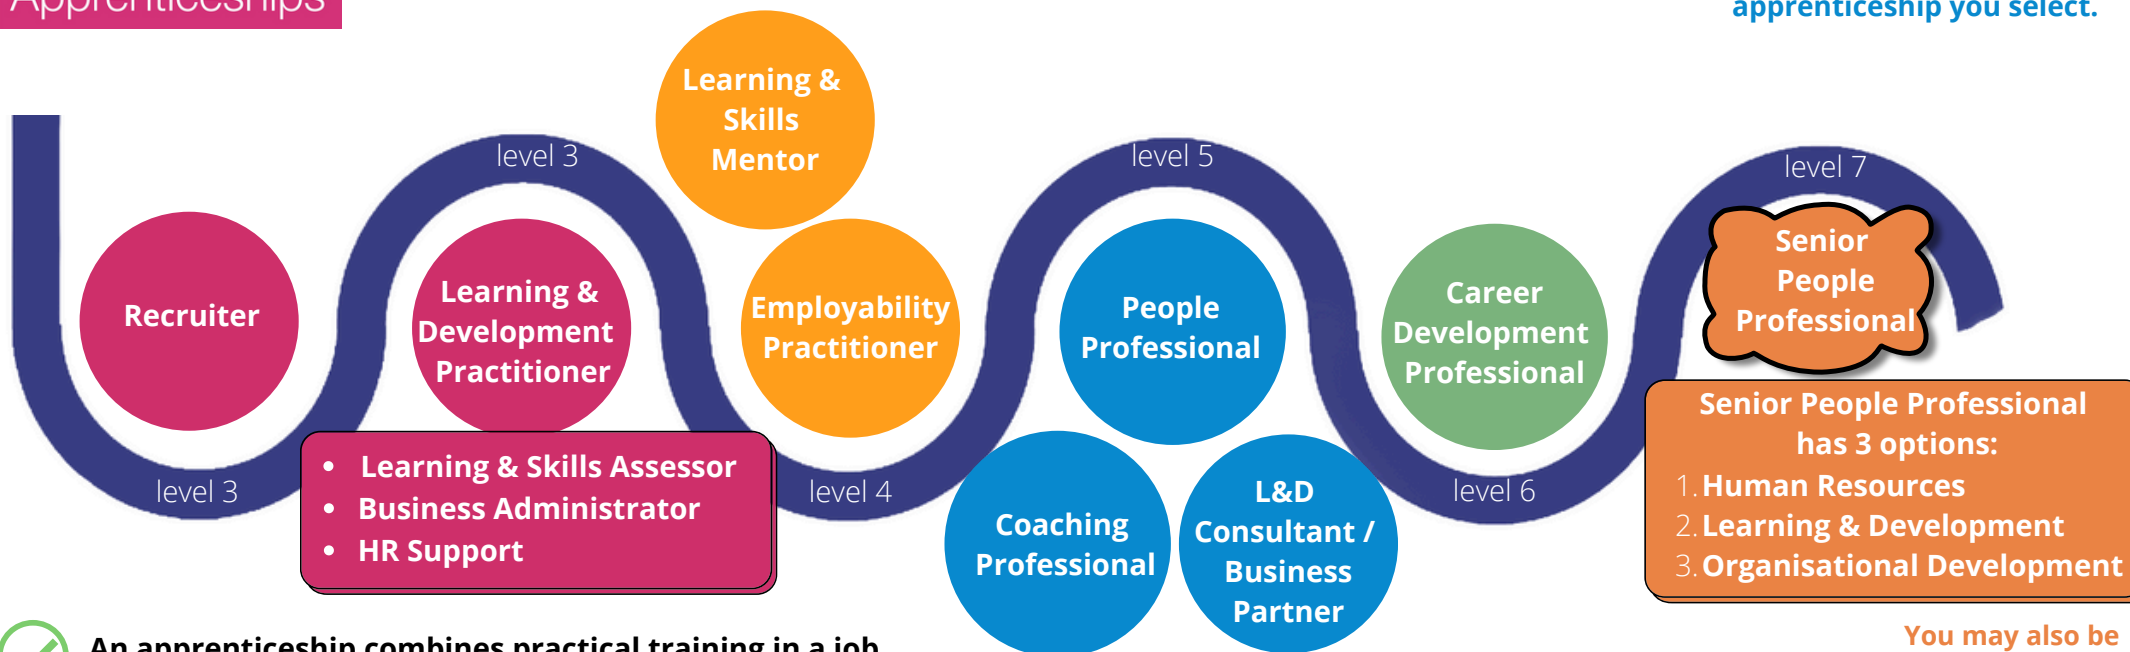 Apprenticeships
apprenticeship you select.
Learning &
Skills
Mentor
level 3
level 5
level 7
Recruiter
Learning &
Development
Practitioner
Employability
Practitioner
People
Professional
Career
Development
Professional
Senior
People
Professional
level 3
• Learning & Skills Assessor
• Business Administrator
• HR Support
level 4
Coaching
Professional
L&D
Consultant /
Business
Partner
level 6
Senior People Professional
has 3 options:
1. Human Resources
2. Learning & Development
3. Organisational Development
An apprenticeship combines practical training in a job
You may also be